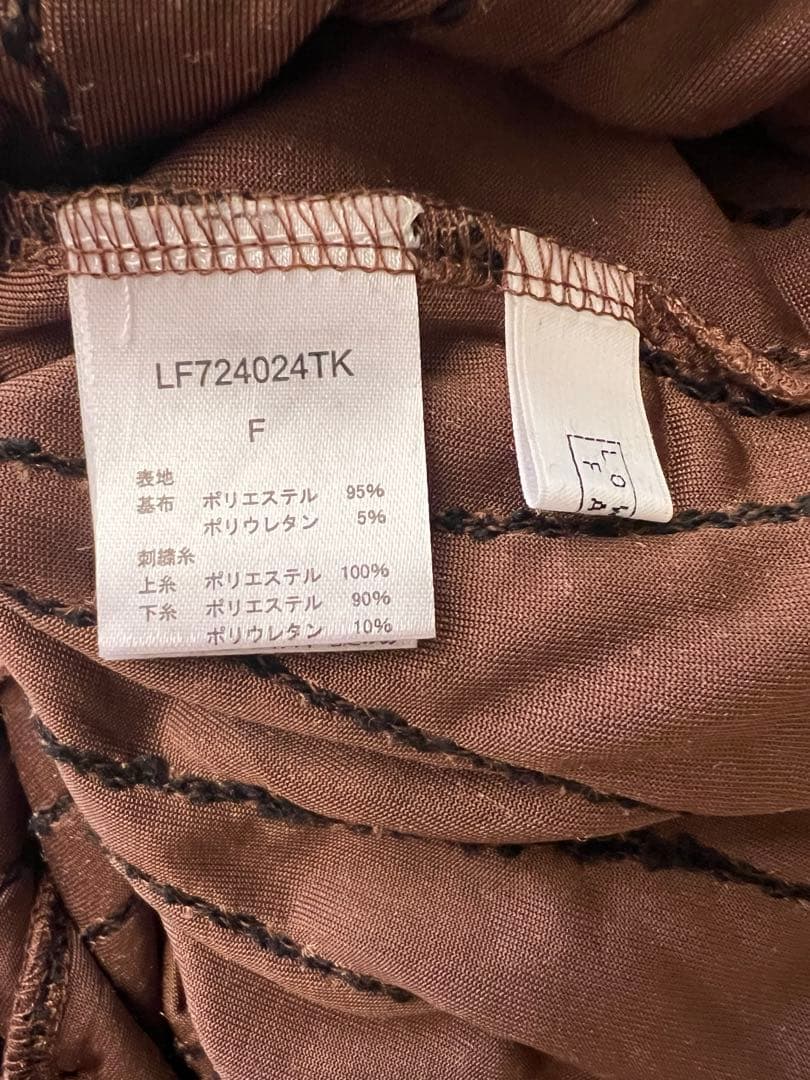 LF724024TK
F
表地
基布 ポリエステル 95%
ポリウレタン 5%
刺繍糸
上糸 ポリエステル 100%
下糸 ポリエステル 90%
ポリウレタン 10%
LOW
FA